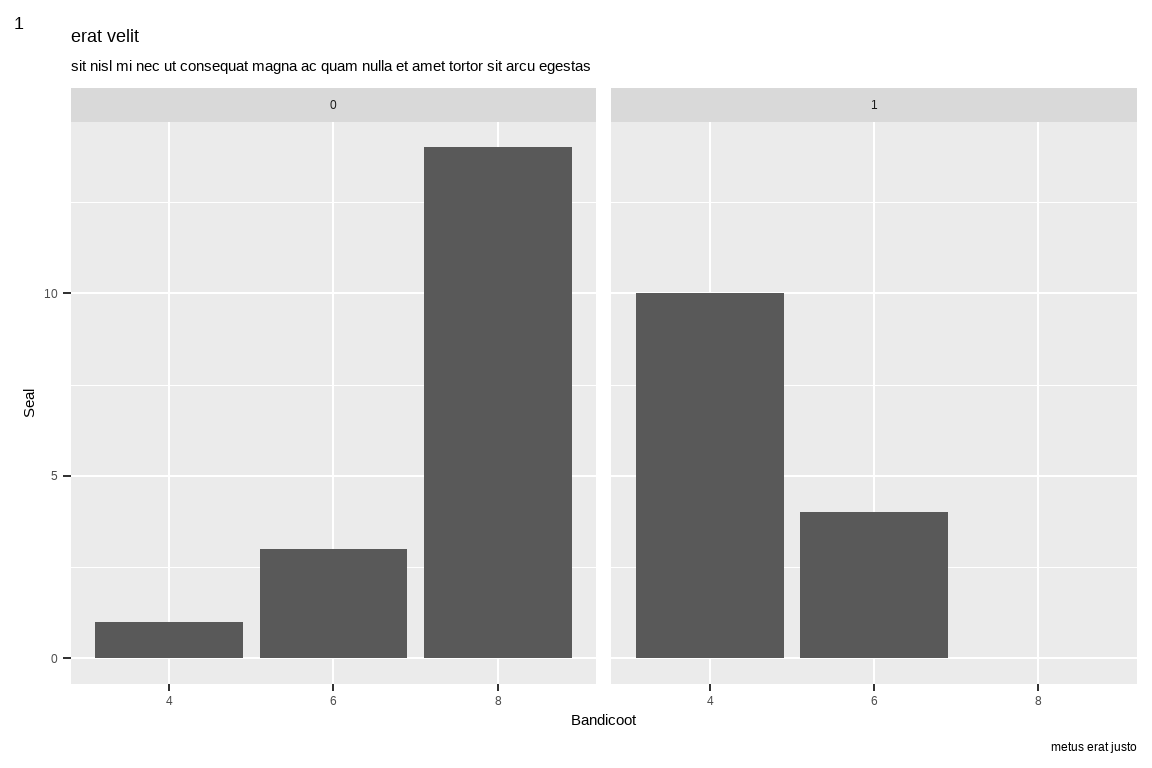 1
erat velit
sit nisl mi nec ut consequat magna ac quam nulla et amet tortor sit arcu egestas
0
1
10
5
0
Seal
4
6
8
4
6
8
Bandicoot
metus erat justo